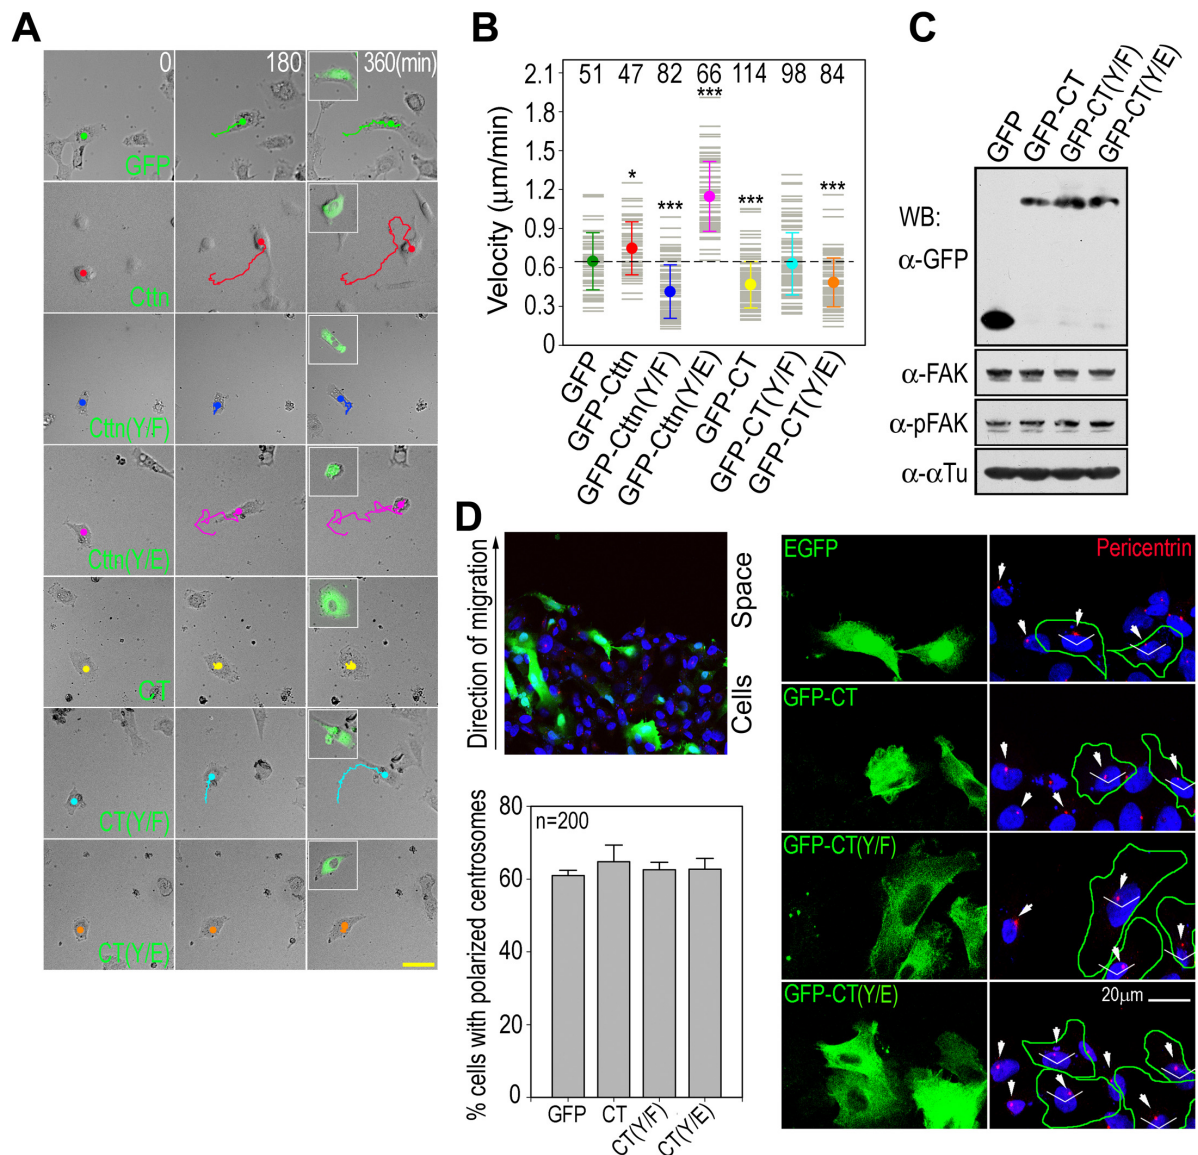 A
0
180
360(min)
GFP
Cttn
Cttn(Y/F)
Cttn(Y/E)
CT
CT(Y/F)
CT(Y/E)
B
Velocity (µm/min)
2.1
1.8
1.5
1.2
0.9
0.6
0.3
0
51 47 82 66 114 98 84
*
***
***
***
***
GFP
GFP-Cttn
GFP-Cttn(Y/F)
GFP-Cttn(Y/E)
GFP-CT
GFP-CT(Y/F)
GFP-CT(Y/E)
C
GFP
GFP-CT
GFP-CT(Y/F)
GFP-CT(Y/E)
WB:
α-GFP
α-FAK
α-pFAK
α-αTu
D
Direction of migration
Space
Cells
% cells with polarized centrosomes
80
60
40
20
0
n=200
GFP
CT
CT(Y/F)
CT(Y/E)
EGFP
Pericentrin
GFP-CT
GFP-CT(Y/F)
GFP-CT(Y/E)
20µm